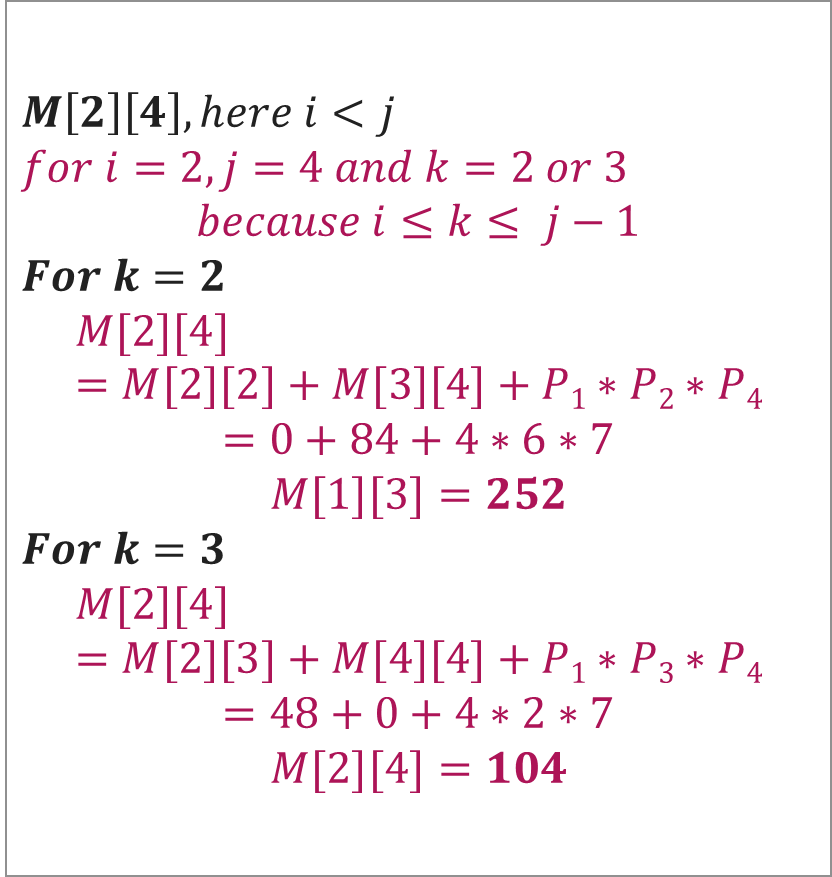 M[2][4], here i < j
for i = 2, j = 4 and k = 2 or 3
because i ≤ k ≤ j − 1
For k = 2
M[2][4]
= M[2][2] + M[3][4] + P₁ ∗ P₂ ∗ P₄
= 0 + 84 + 4 ∗ 6 ∗ 7
M[1][3] = 252
For k = 3
M[2][4]
= M[2][3] + M[4][4] + P₁ ∗ P₃ ∗ P₄
= 48 + 0 + 4 ∗ 2 ∗ 7
M[2][4] = 104